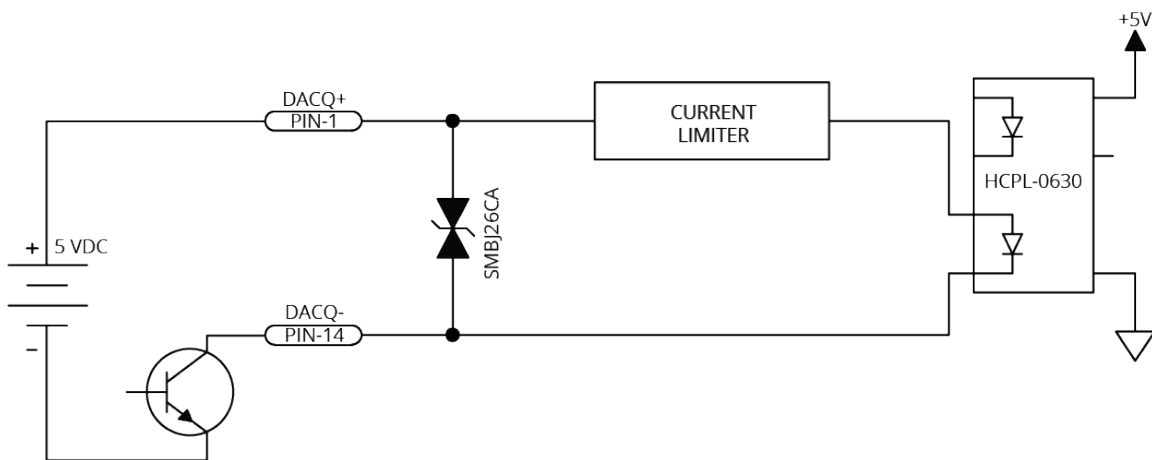 +5V
DACQ+
PIN-1
CURRENT
LIMITER
HCPL-0630
+ 5 VDC
-
SMBJ26CA
DACQ-
PIN-14